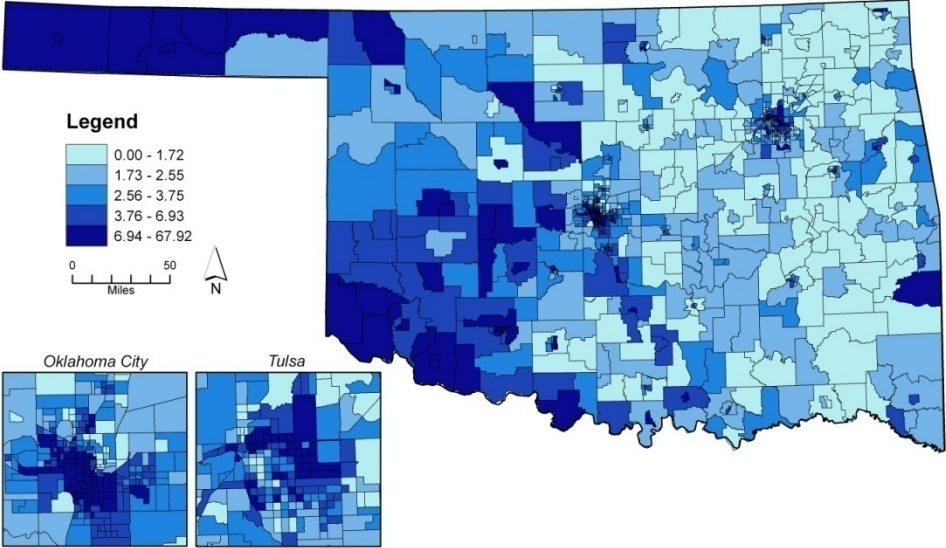 Legend
0.00 - 1.72
1.73 - 2.55
2.56 - 3.75
3.76 - 6.93
6.94 - 67.92
0 50
Miles
N
Oklahoma City
Tulsa